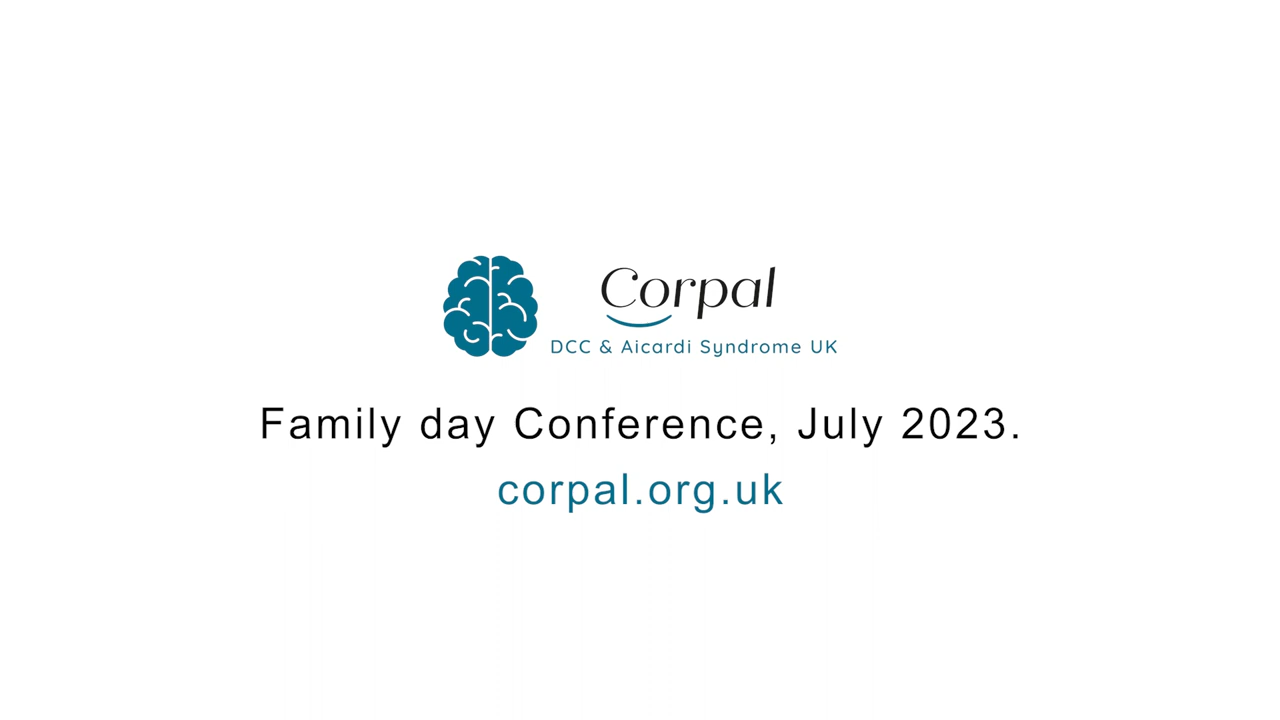 Corpal
DCC & Aicardi Syndrome UK
Family day Conference, July 2023.
corpal.org.uk